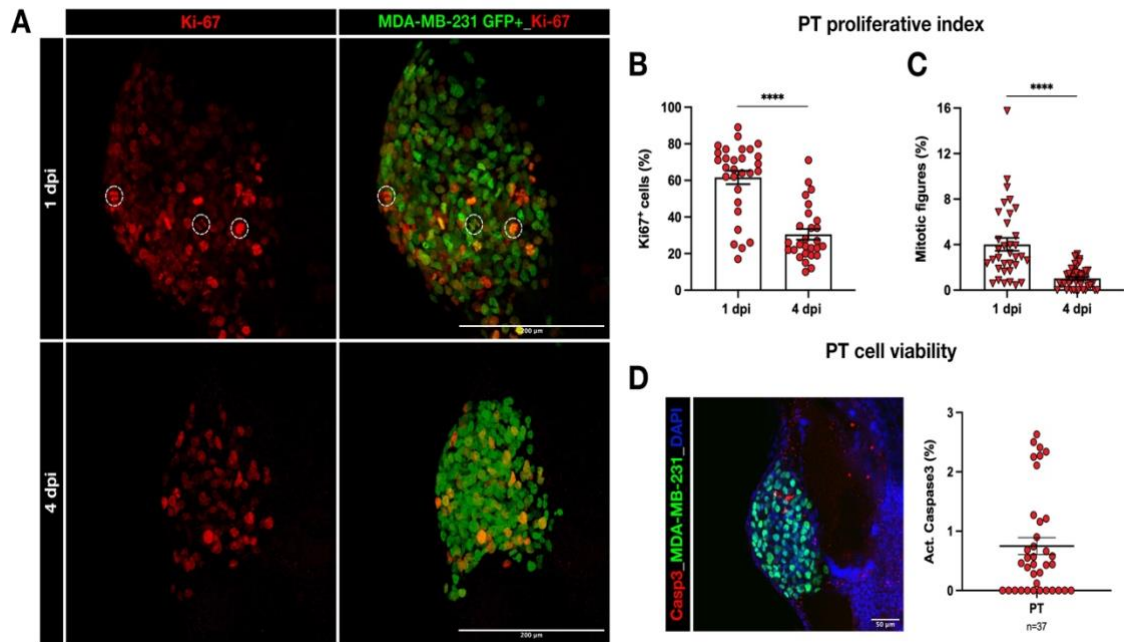 A
Ki-67
MDA-MB-231 GFP+_Ki-67
1 dpi
200 µm
4 dpi
200 µm
PT proliferative index
B
****
Ki67+ cells (%)
100
80
60
40
20
0
1 dpi
4 dpi
C
****
Mitotic figures (%)
16
12
8
4
0
1 dpi
4 dpi
PT cell viability
D
Casp3_MDA-MB-231_DAPI
50 µm
Act. Caspase3 (%)
3
2
1
0
PT
n=37